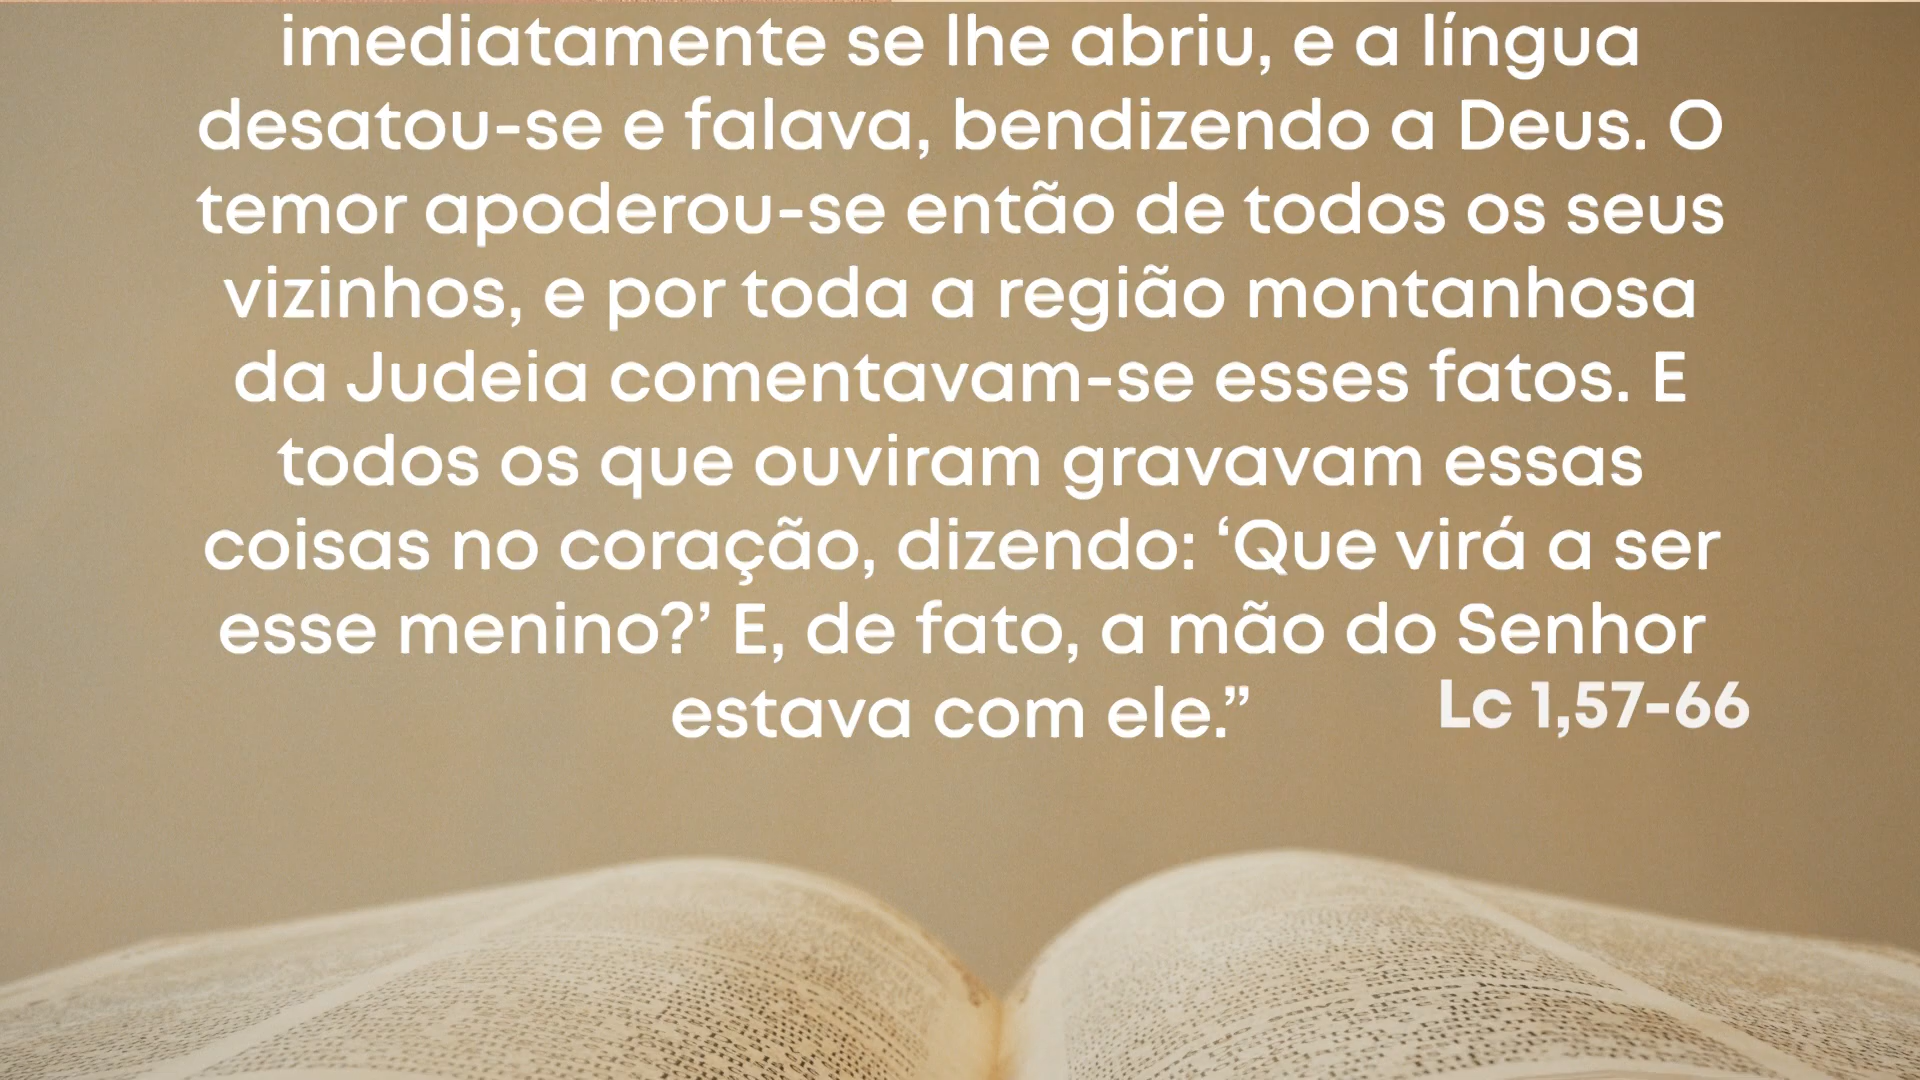 imediatamente se lhe abriu, e a língua
desatou-se e falava, bendizendo a Deus. O
temor apoderou-se então de todos os seus
vizinhos, e por toda a região montanhosa
da Judeia comentavam-se esses fatos. E
todos os que ouviram gravavam essas
coisas no coração, dizendo: ‘Que virá a ser
esse menino?’ E, de fato, a mão do Senhor
estava com ele.”
Lc 1,57-66